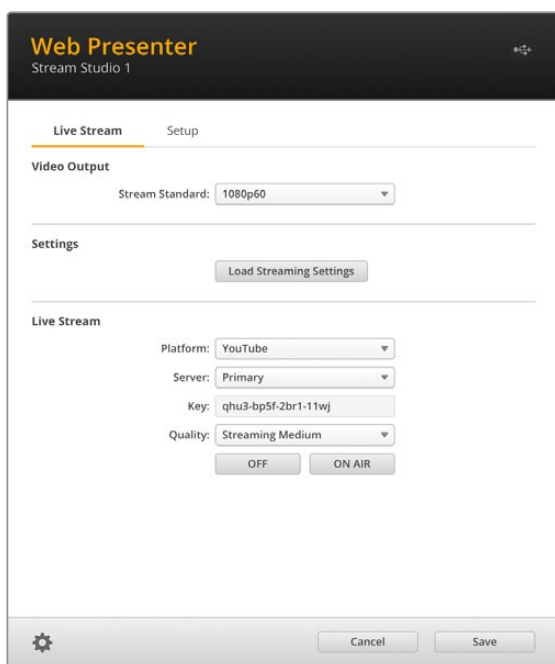 Web Presenter
Stream Studio 1
Live Stream Setup
Video Output
Stream Standard: 1080p60
Settings
Load Streaming Settings
Live Stream
Platform: YouTube
Server: Primary
Key: qhu3-bp5f-2br1-11wj
Quality: Streaming Medium
OFF ON AIR
Cancel Save